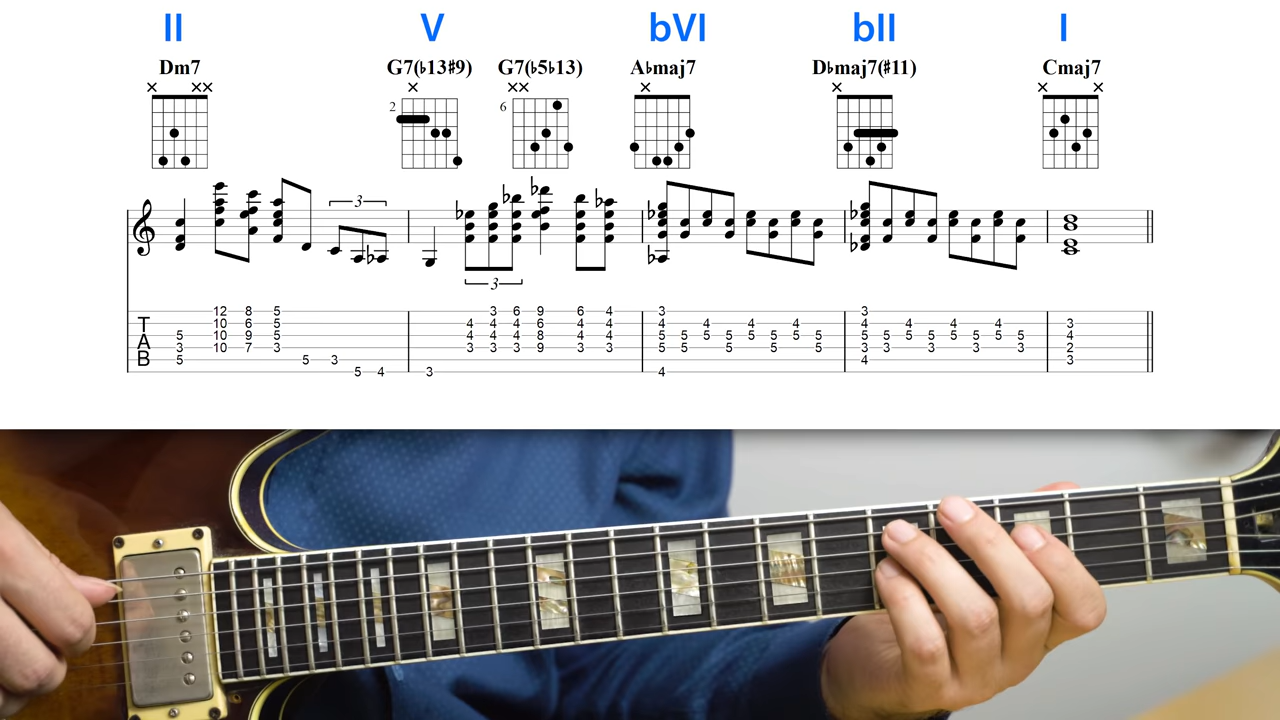 II V bVI bII I
Dm7 G7(♭13#9) G7(♭5♭13) A♭maj7 D♭maj7(#11) Cmaj7
× ×× × ×× × × × ×
2 6
3
3
12 8 5 3 6 9 6 4 3 3
T 10 6 5 4 4 4 6 4 4 4 4 4 4 4 4 4 3
A 5 10 9 5 4 4 4 8 4 4 5 5 5 5 5 5 5 5 5 5 5 5 5 5 4
3 10 7 3 3 3 3 9 3 3 5 5 5 5 3 3 3 3 2
B 5 5 3 4 3
5 4 3 4